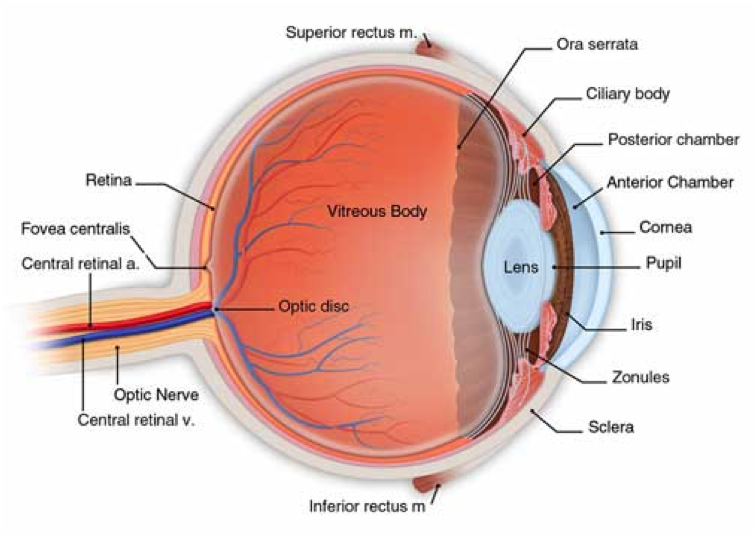 Superior rectus m.
Ora serrata
Ciliary body
Posterior chamber
Anterior Chamber
Retina
Vitreous Body
Fovea centralis
Cornea
Central retinal a.
Lens
Pupil
Optic disc
Iris
Zonules
Optic Nerve
Central retinal v.
Sclera
Inferior rectus m